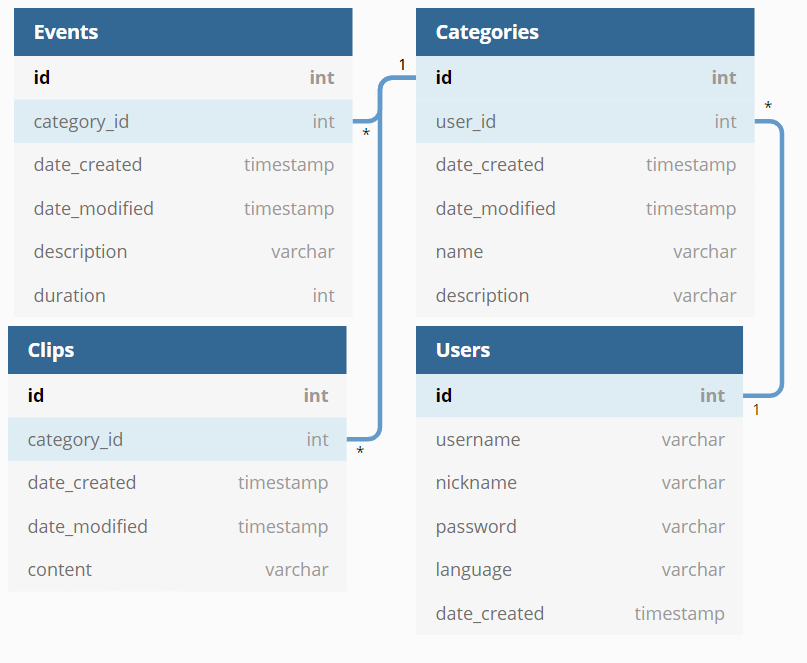 Events
id int
category_id int
date_created timestamp
date_modified timestamp
description varchar
duration int
1
*
Categories
id int
user_id int
date_created timestamp
date_modified timestamp
name varchar
description varchar
*
Clips
id int
category_id int
date_created timestamp
date_modified timestamp
content varchar
*
Users
id int
username varchar
nickname varchar
password varchar
language varchar
date_created timestamp
1